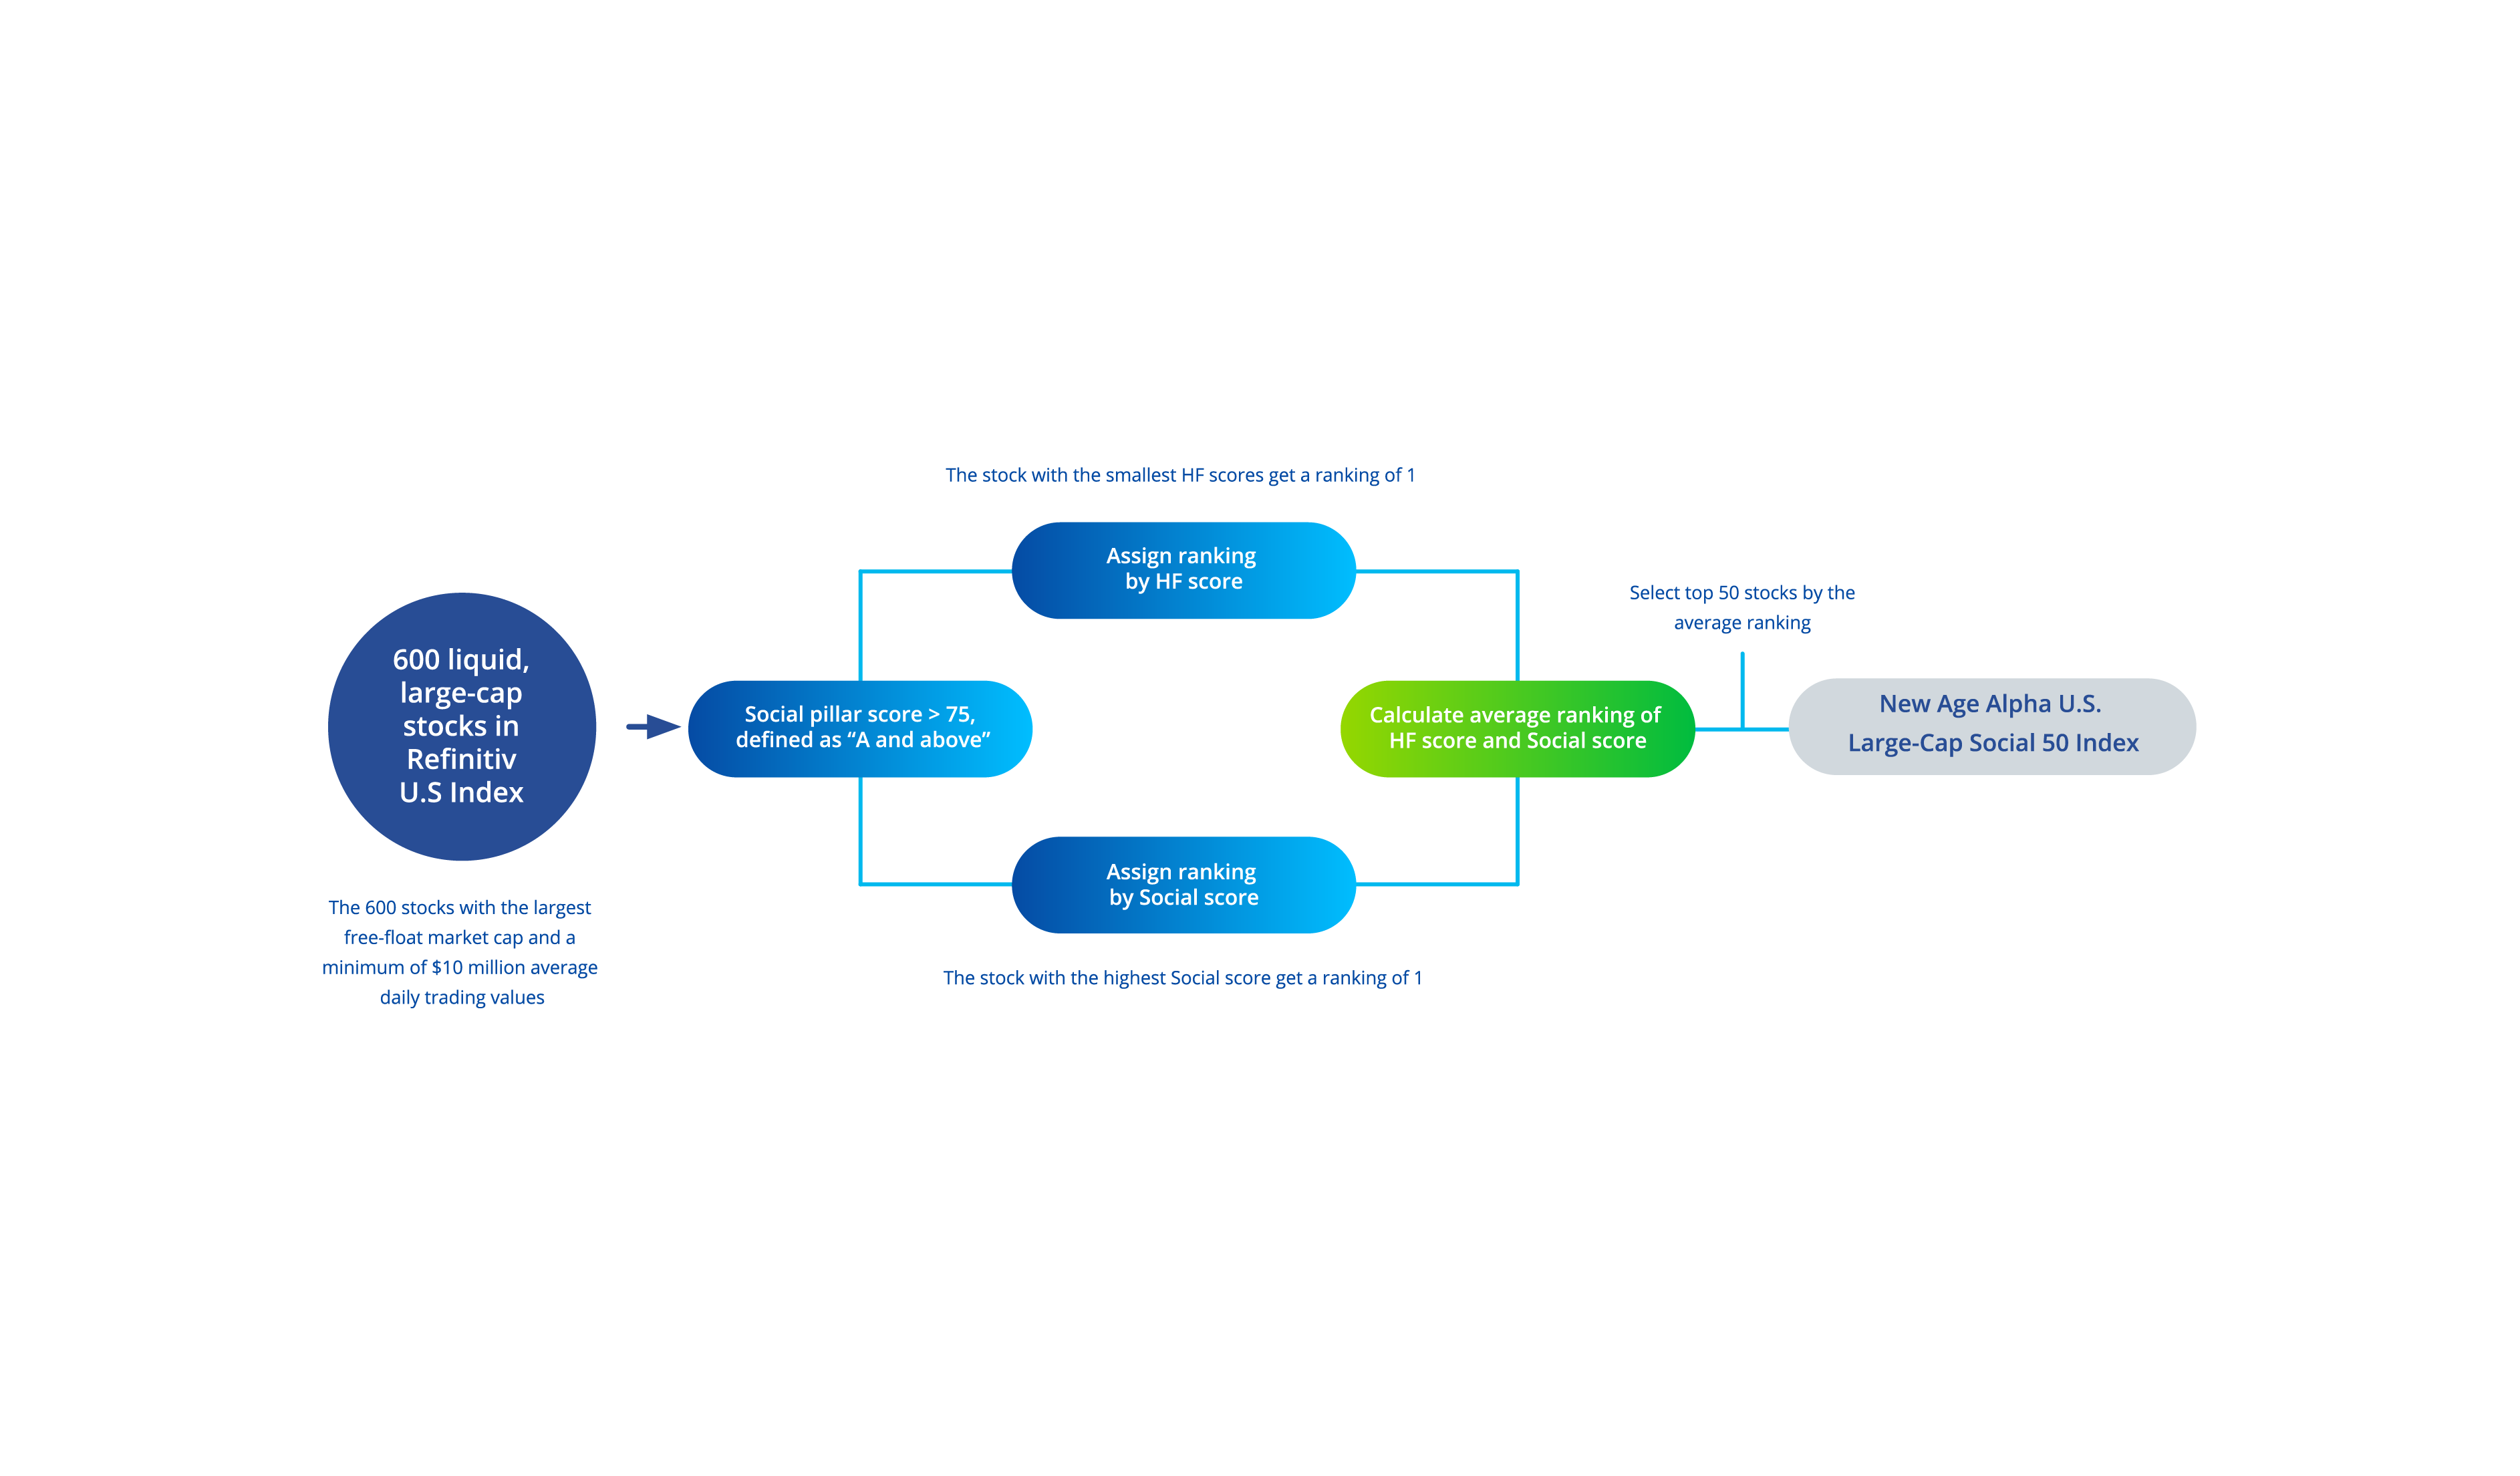 The stock with the smallest HF scores get a ranking of 1
Assign ranking
by HF score
600 liquid,
large-cap
stocks in
Refinitiv
U.S Index
The 600 stocks with the largest
free-float market cap and a
minimum of $10 million average
daily trading values
Social pillar score > 75,
defined as “A and above”
Assign ranking
by Social score
The stock with the highest Social score get a ranking of 1
Calculate average ranking of
HF score and Social score
Select top 50 stocks by the
average ranking
New Age Alpha U.S.
Large-Cap Social 50 Index